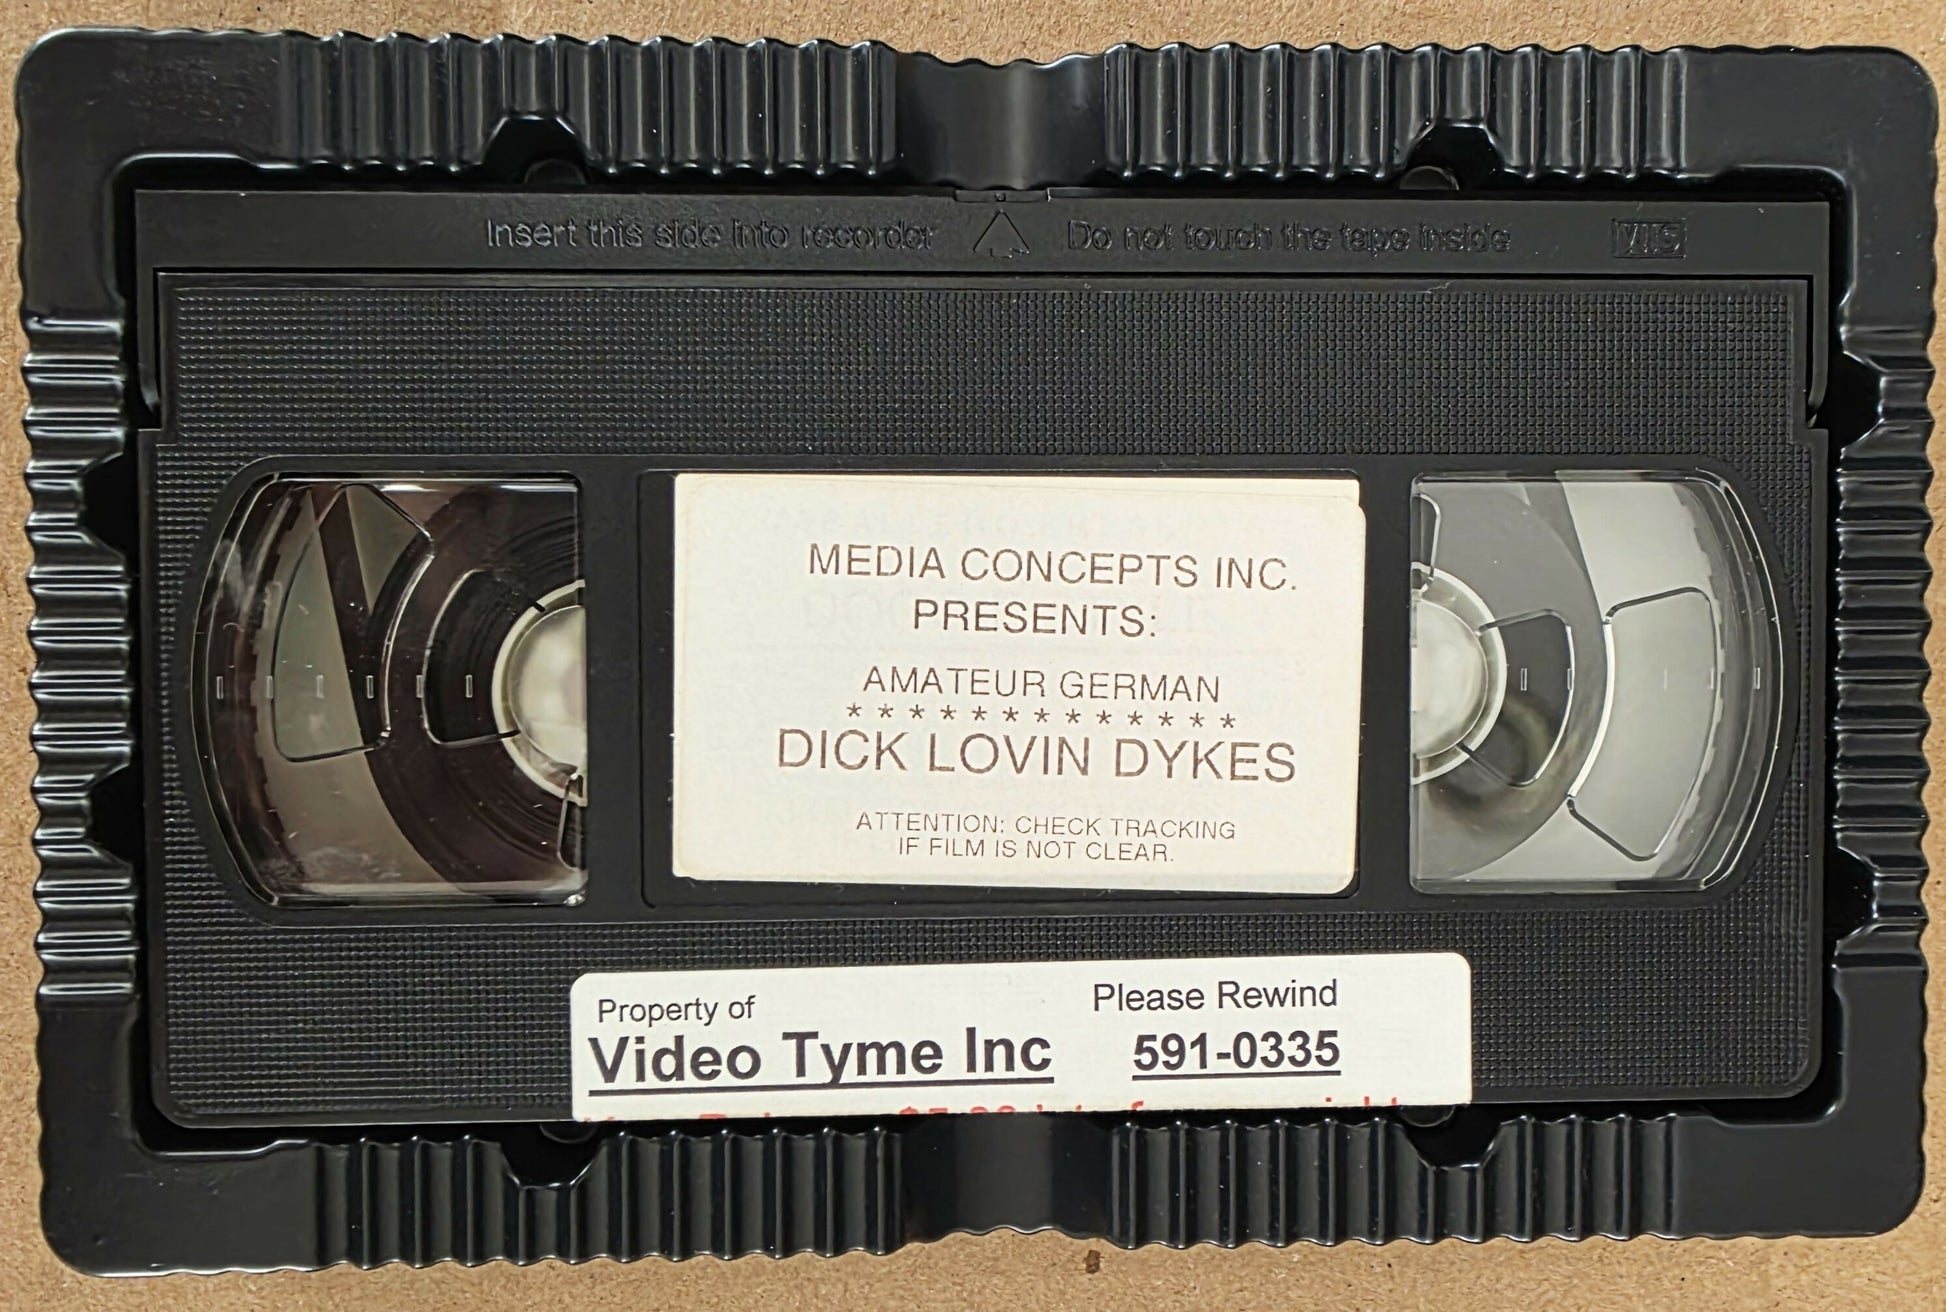 Insert this side into recorder Do not touch the tape inside VHS
MEDIA CONCEPTS INC.
PRESENTS:
AMATEUR GERMAN
*************
DICK LOVIN DYKES
ATTENTION: CHECK TRACKING
IF FILM IS NOT CLEAR.
Property of Please Rewind
Video Tyme Inc 591-0335